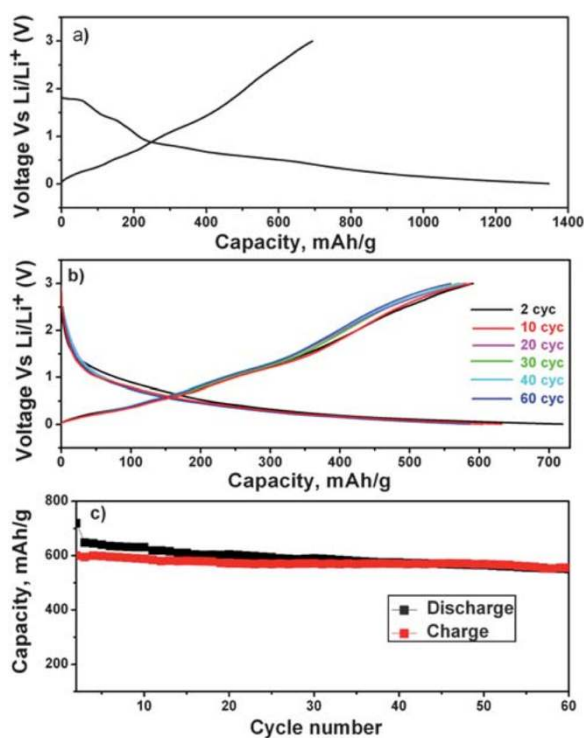 a)
Voltage Vs Li/Li⁺ (V)
3
2
1
0
0 200 400 600 800 1000 1200 1400
Capacity, mAh/g
b)
Voltage Vs Li/Li⁺ (V)
4
3
2
1
0
2 cyc
10 cyc
20 cyc
30 cyc
40 cyc
60 cyc
0 100 200 300 400 500 600 700
Capacity, mAh/g
c)
Capacity, mAh/g
800
600
400
200
Discharge
Charge
10 20 30 40 50 60
Cycle number